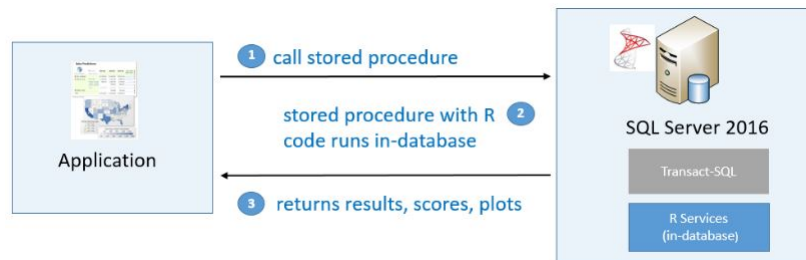 1 call stored procedure
stored procedure with R 2
code runs in-database
3 returns results, scores, plots
Application
SQL Server 2016
Transact-SQL
R Services
(in-database)